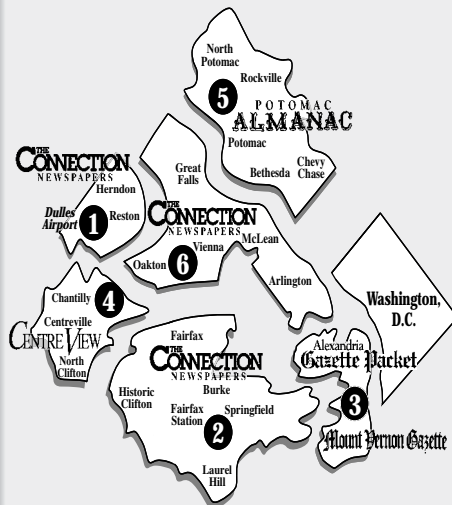 North
Potomac
Rockville
5
POTOMAC
ALMANAC
Potomac
Bethesda
Chevy
Chase
THE
CONNECTION
NEWSPAPERS
Herndon
Dulles
Airport
1
Reston
Great
Falls
THE
CONNECTION
NEWSPAPERS
Vienna
McLean
Oakton
6
Arlington
Washington,
D.C.
Chantilly
4
Centreville
CENTRE VIEW
North
Clifton
Fairfax
THE
CONNECTION
NEWSPAPERS
Burke
Historic
Clifton
Fairfax
Station
Springfield
2
Laurel
Hill
Alexandria
Gazette Packet
3
Mount Vernon Gazette